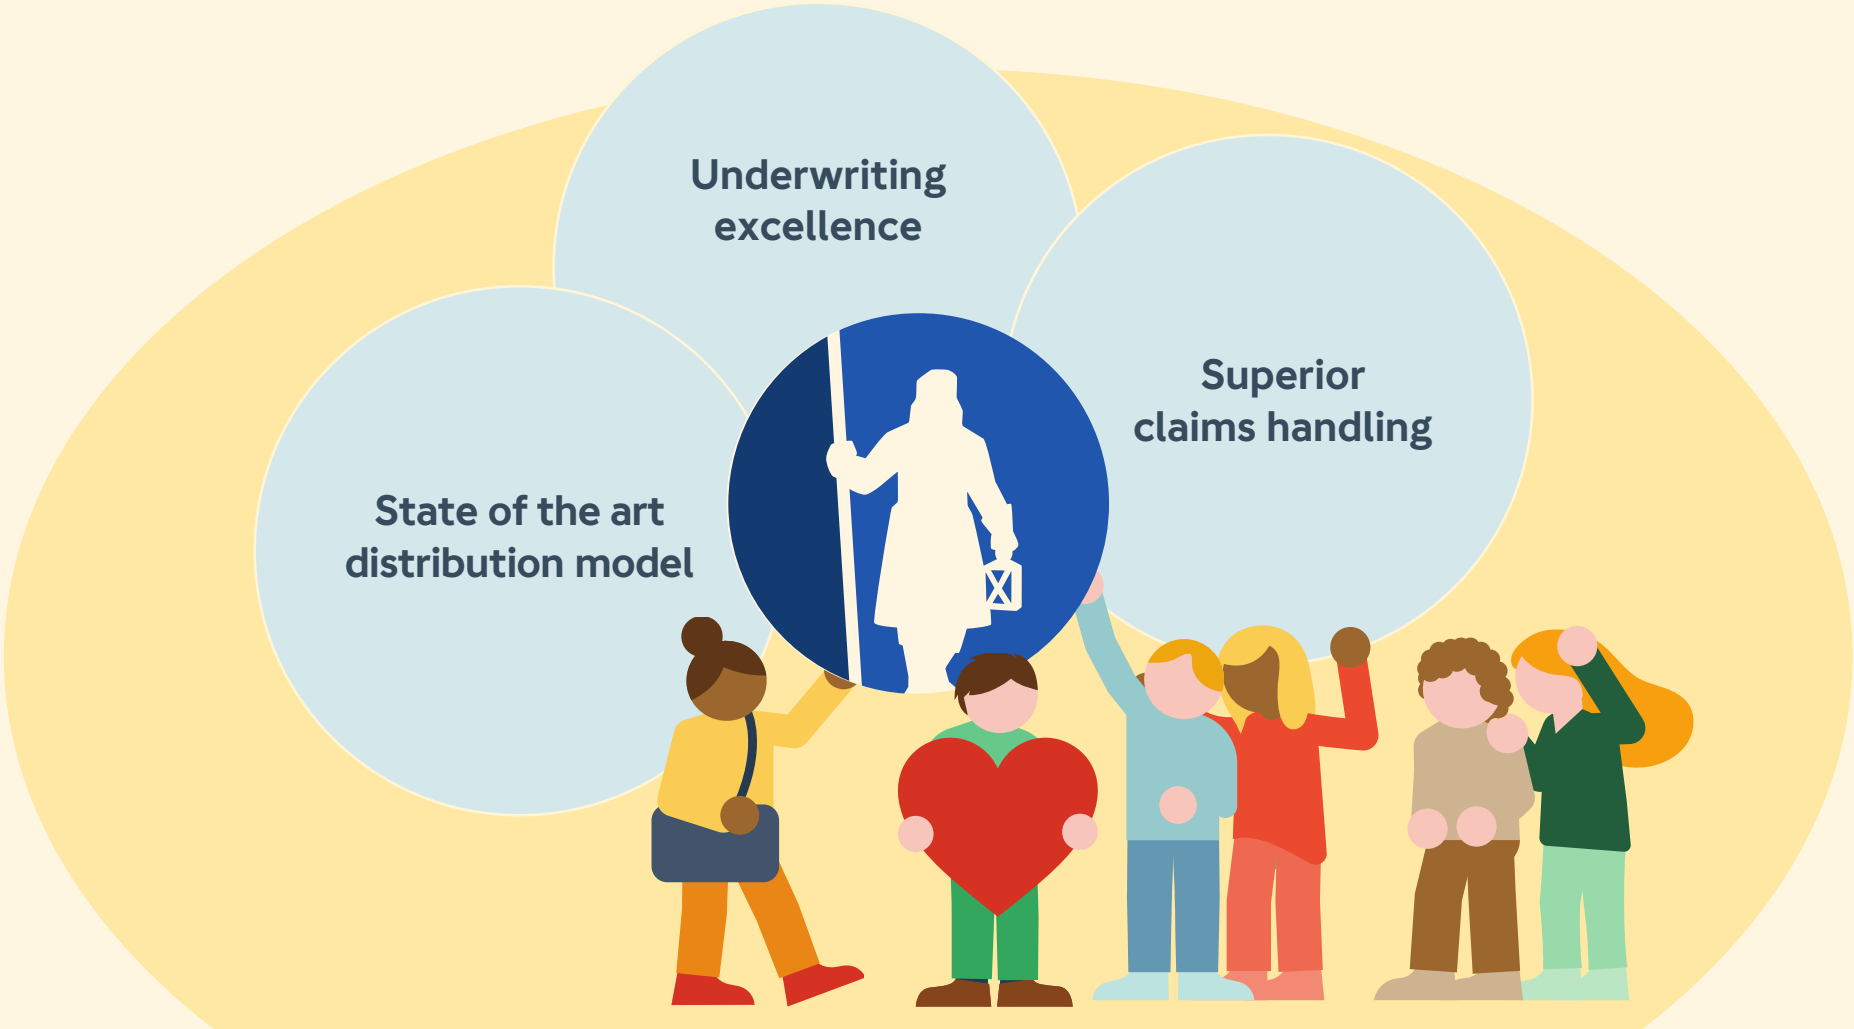 Underwriting
excellence
Superior
claims handling
State of the art
distribution model